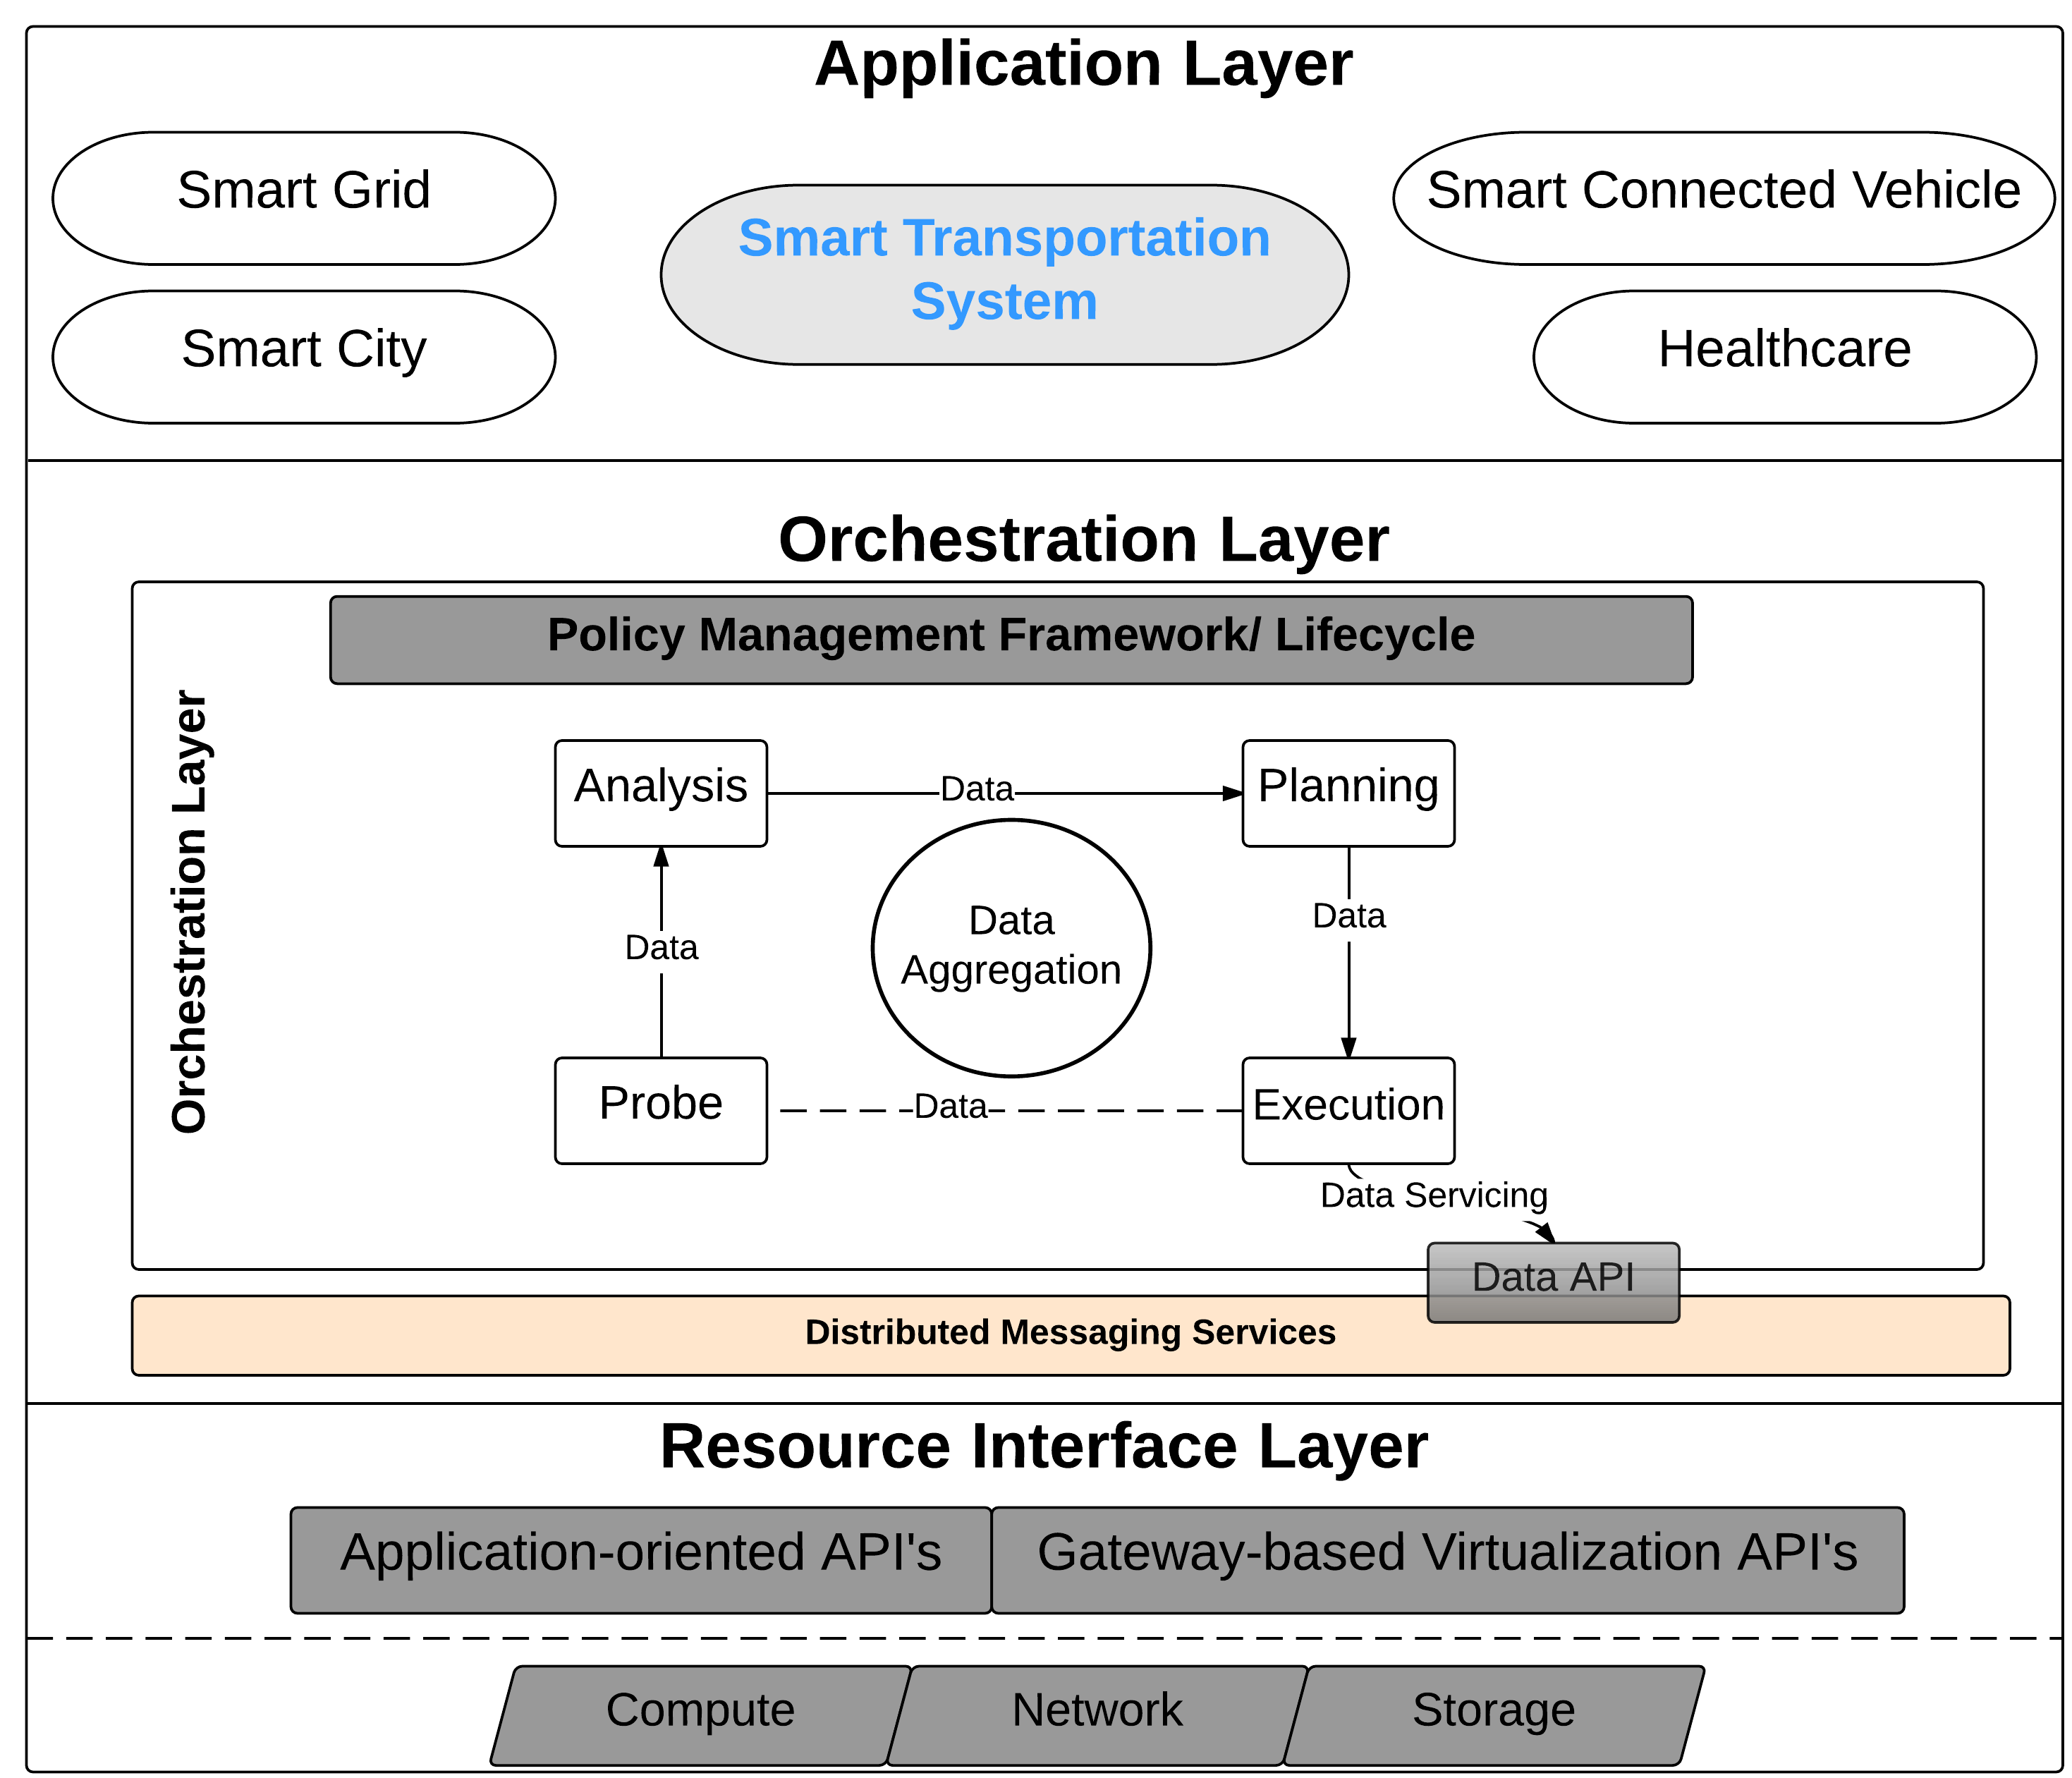 Application Layer
Smart Grid
Smart Connected Vehicle
Smart Transportation
System
Smart City
Healthcare
Orchestration Layer
Policy Management Framework/ Lifecycle
Orchestration Layer
Analysis
Data
Planning
Data
Data
Data
Aggregation
Probe
Data
Execution
Data Servicing
Data API
Distributed Messaging Services
Resource Interface Layer
Application-oriented API's
Gateway-based Virtualization API's
Compute
Network
Storage